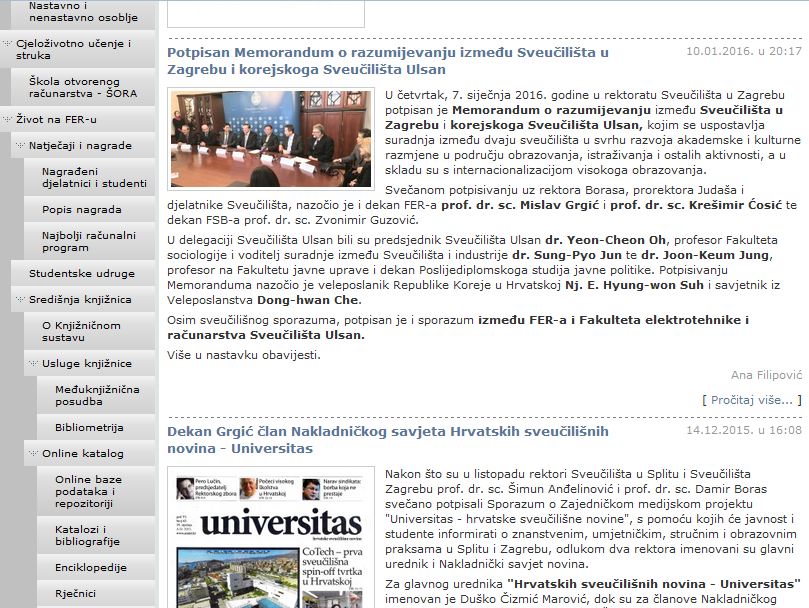 Nastavno i
nenastavno osoblje
Cjeloživotno učenje i
struka
Škola otvorenog
računarstva - ŠORA
Život na FER-u
Natječaji i nagrade
Nagrađeni
djelatnici i studenti
Popis nagrada
Najbolji računalni
program
Studentske udruge
Središnja knjižnica
O Knjižničnom
sustavu
Usluge knjižnice
Međuknjižnična
posudba
Bibliometrija
Online katalog
Online baze
podataka i
repozitoriji
Katalozi i
bibliografije
Enciklopedije
Rječnici
Potpisan Memorandum o razumijevanju između Sveučilišta u
Zagrebu i korejskoga Sveučilišta Ulsan
10.01.2016. u 20:17
U četvrtak, 7. siječnja 2016. godine u rektoratu Sveučilišta u Zagrebu
potpisan je Memorandum o razumijevanju između Sveučilišta u
Zagrebu i korejskoga Sveučilišta Ulsan, kojim se uspostavlja
suradnja između dvaju sveučilišta u svrhu razvoja akademske i kulturne
razmjene u području obrazovanja, istraživanja i ostalih aktivnosti, a u
skladu su s internacionalizacijom visokoga obrazovanja.
Svečanom potpisivanju uz rektora Borasa, prorektora Judaša i
djelatnike Sveučilišta, nazočio je i dekan FER-a prof. dr. sc. Mislav Grgić i prof. dr. sc. Krešimir Ćosić te
dekan FSB-a prof. dr. sc. Zvonimir Guzović.
U delegaciji Sveučilišta Ulsan bili su predsjednik Sveučilišta Ulsan dr. Yeon-Cheon Oh, profesor Fakulteta
sociologije i voditelj suradnje između Sveučilišta i industrije dr. Sung-Pyo Jun te dr. Joon-Keum Jung,
profesor na Fakultetu javne uprave i dekan Poslijediplomskoga studija javne politike. Potpisivanju
Memoranduma nazočio je veleposlanik Republike Koreje u Hrvatskoj Nj. E. Hyung-won Suh i savjetnik iz
Veleposlanstva Dong-hwan Che.
Osim sveučilišnog sporazuma, potpisan je i sporazum između FER-a i Fakulteta elektrotehnike i
računarstva Sveučilišta Ulsan.
Više u nastavku obavijesti.
Ana Filipović
[ Pročitaj više... ]
Dekan Grgić član Nakladničkog savjeta Hrvatskih sveučilišnih
novina - Universitas
14.12.2015. u 16:08
Pero Lučin,
predsjedatelj
Rektorskog zbora
Počeci visokog
školstva
u Hrvatskoj
Narav sindikata:
borba koja ne
prestaje
universitas
hrvatske sveučilišne novine
CoTech – prva
sveučilišna
spin-off tvrtka
u Hrvatskoj
Nakon što su u listopadu rektori Sveučilišta u Splitu i Sveučilišta
Zagrebu prof. dr. sc. Šimun Anđelinović i prof. dr. sc. Damir Boras
svečano potpisali Sporazum o Zajedničkom medijskom projektu
"Universitas - hrvatske sveučilišne novine", s pomoću kojih će javnost i
studente informirati o znanstvenim, umjetničkim, stručnim i obrazovnim
praksama u Splitu i Zagrebu, odlukom dva rektora imenovani su glavni
urednik i Nakladnički savjet novina.
Za glavnog urednika "Hrvatskih sveučilišnih novina - Universitas"
imenovan je Duško Čizmić Marović, dok su za članove Nakladničkog